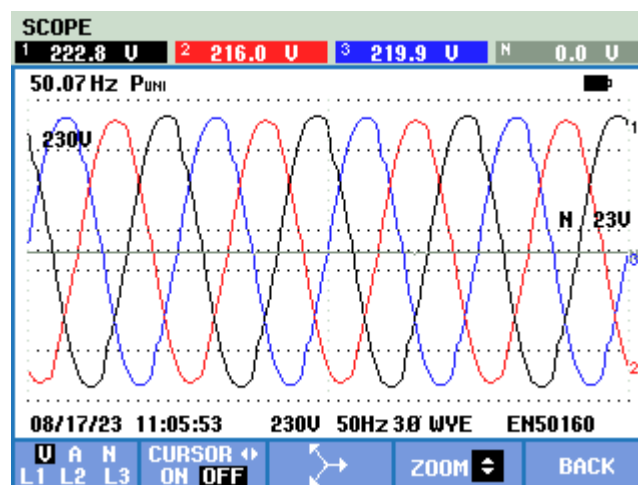 SCOPE
1 222.8 V 2 216.0 V 3 219.9 V N 0.0 V
50.07 Hz PUNI
1
230V
N 23V
3
2
08/17/23 11:05:53 230V 50Hz 3Ø WYE EN50160
V A N CURSOR ZOOM BACK
L1 L2 L3 ON OFF